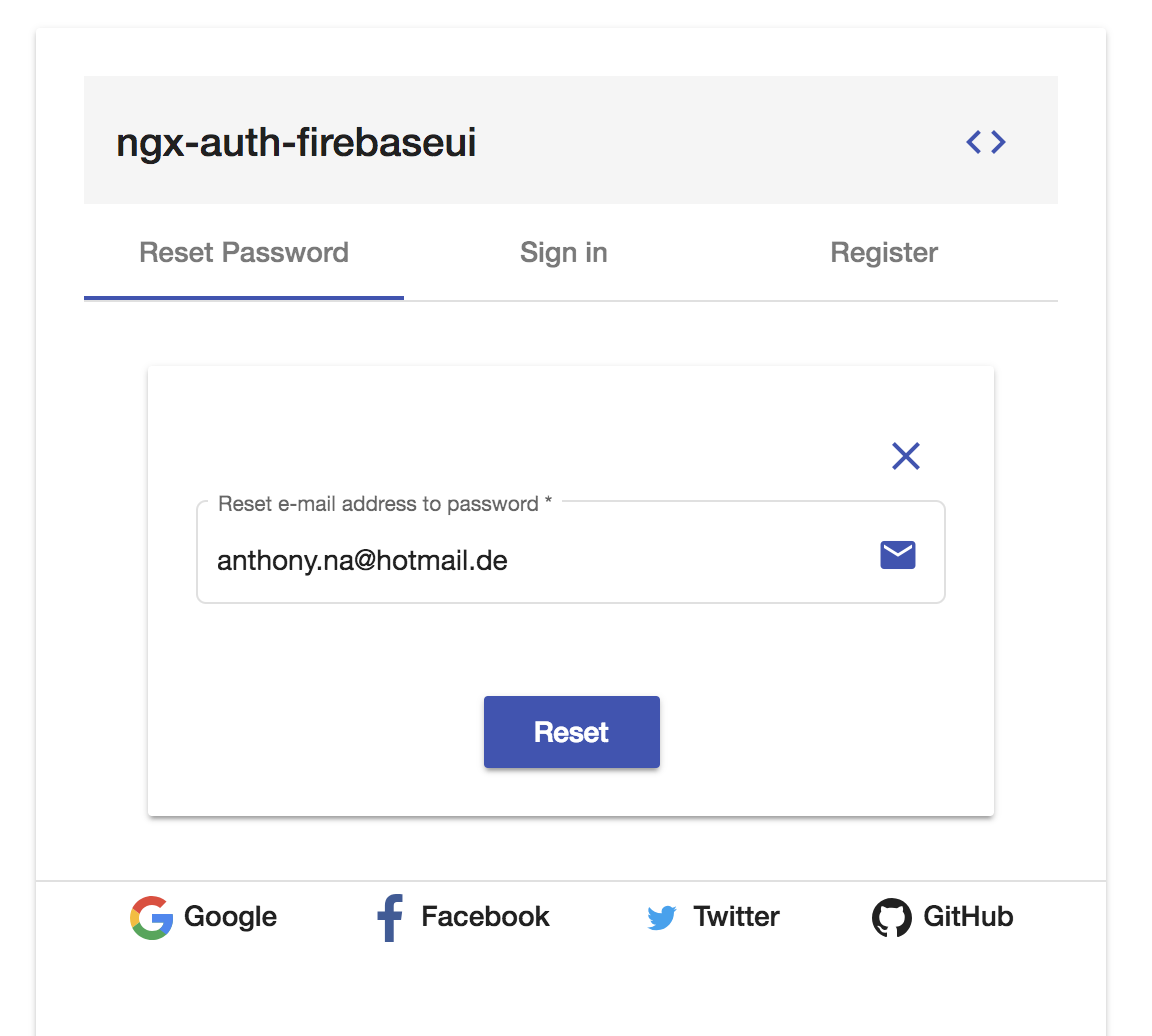 ngx-auth-firebaseui <>
Reset Password Sign in Register
Reset e-mail address to password *
anthony.na@hotmail.de
Reset
Google Facebook Twitter GitHub